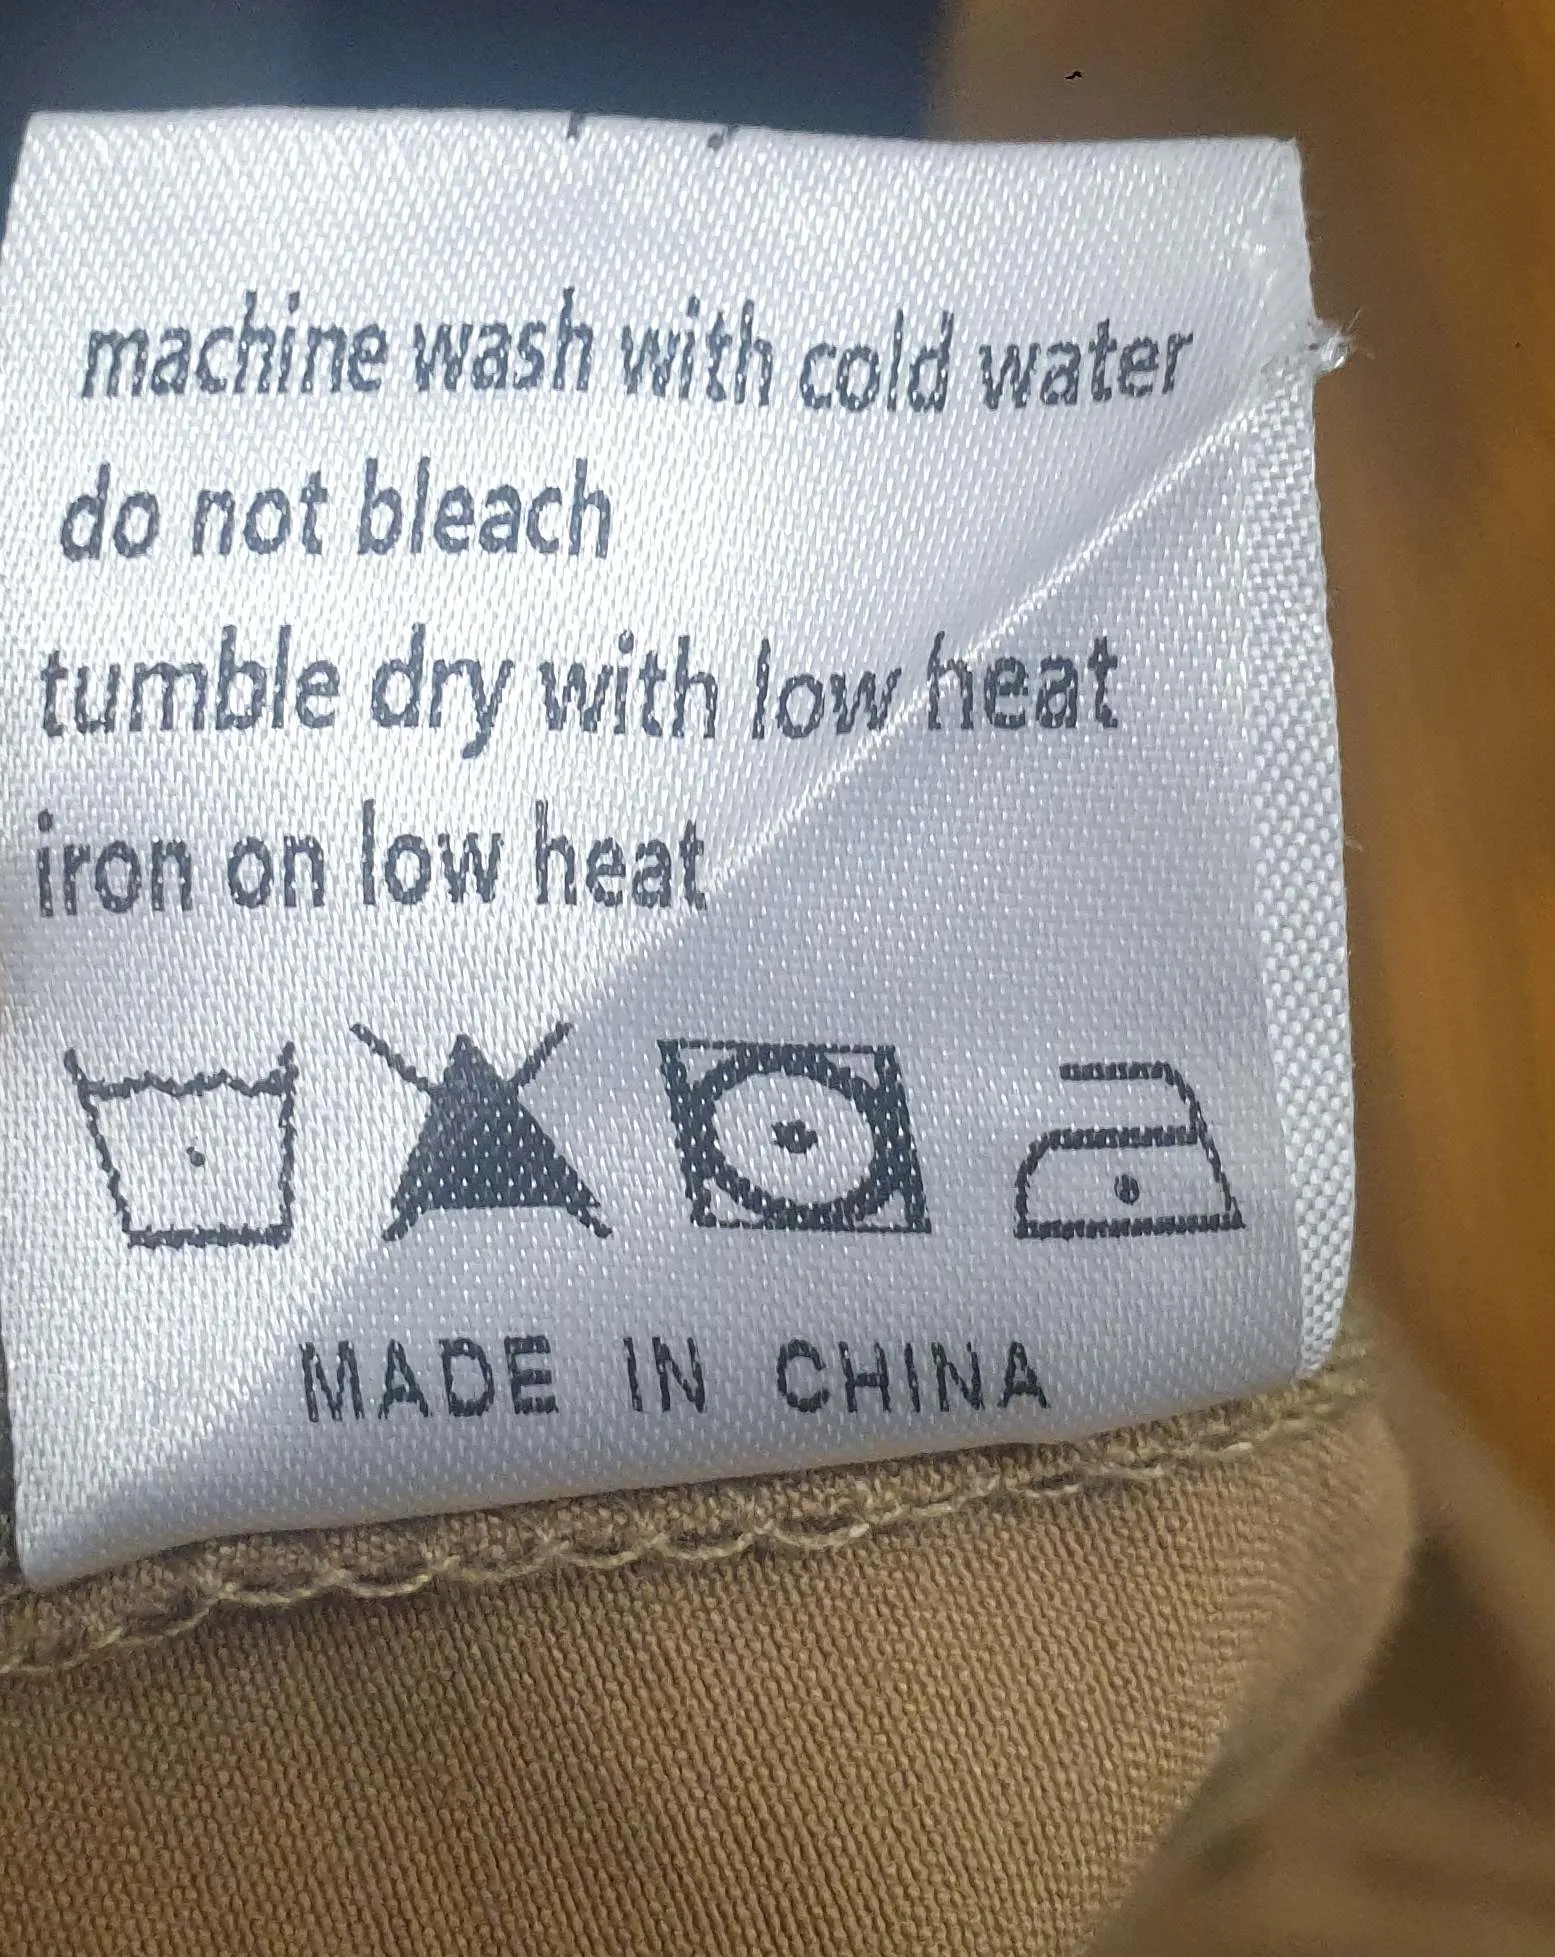 machine wash with cold water
do not bleach
tumble dry with low heat
iron on low heat
MADE IN CHINA